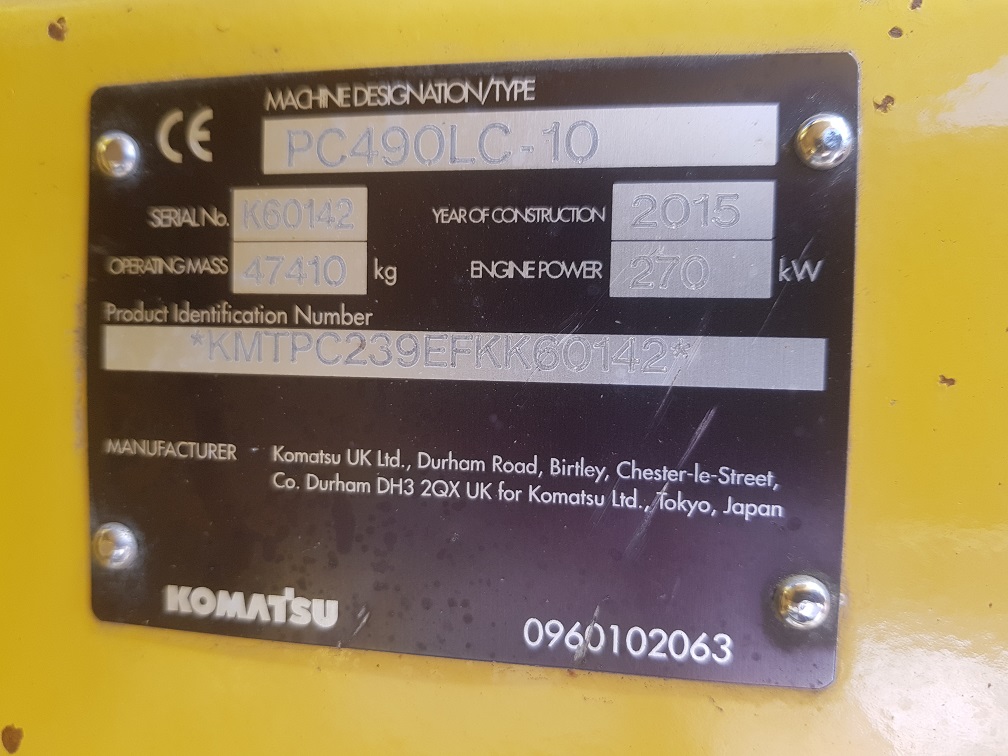 CE
MACHINE DESIGNATION/TYPE
PC490LC-10
SERIAL No. K60142 YEAR OF CONSTRUCTION 2015
OPERATING MASS 47410 kg ENGINE POWER 270 kW
Product Identification Number
*KMTPC239EFKK60142*
MANUFACTURER Komatsu UK Ltd., Durham Road, Birtley, Chester-le-Street,
Co. Durham DH3 2QX UK for Komatsu Ltd., Tokyo, Japan
KOMATSU
0960102063